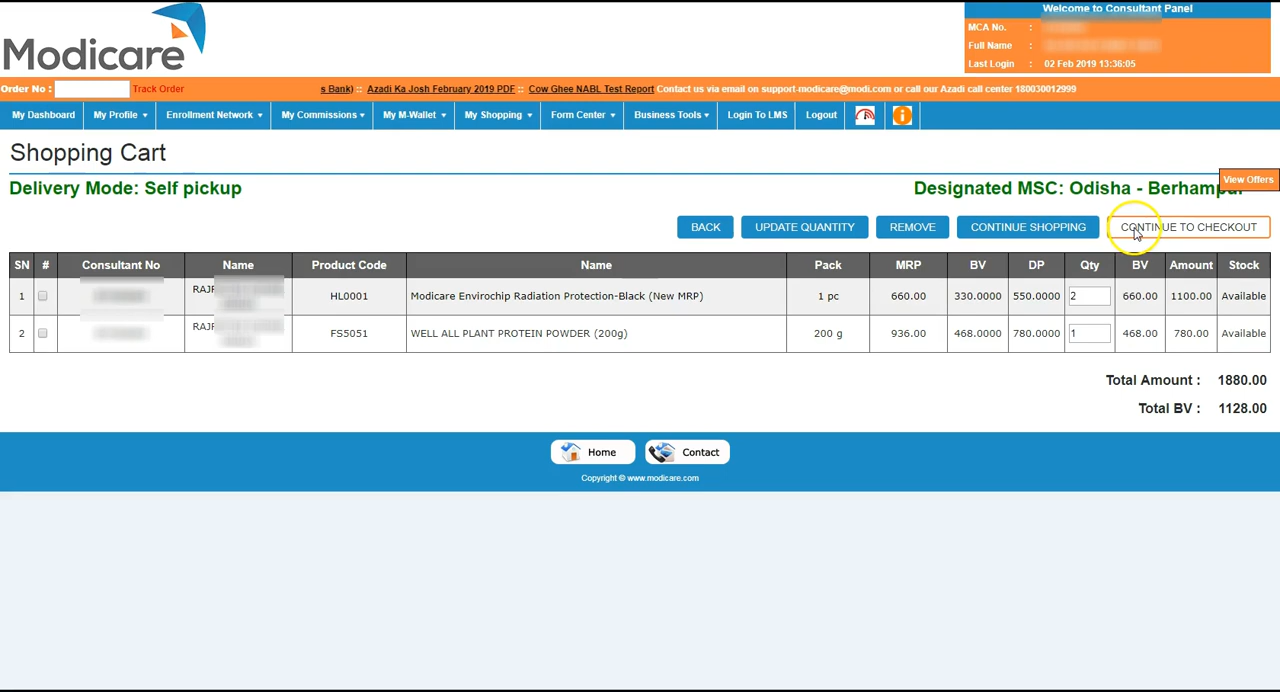 Modicare
Welcome to Consultant Panel
MCA No. :
Full Name :
Last Login : 02 Feb 2019 13:36:05
Order No : Track Order s Bank) :: Azadi Ka Josh February 2019 PDF :: Cow Ghee NABL Test Report Contact us via email on support-modicare@modi.com or call our Azadi call center 180030012999
My Dashboard My Profile Enrollment Network My Commissions My M-Wallet My Shopping Form Center Business Tools Login To LMS Logout
Shopping Cart
View Offers
Delivery Mode: Self pickup Designated MSC: Odisha - Berhampur
BACK UPDATE QUANTITY REMOVE CONTINUE SHOPPING CONTINUE TO CHECKOUT
SN # Consultant No Name Product Code Name Pack MRP BV DP Qty BV Amount Stock
1 RAJF HL0001 Modicare Envirochip Radiation Protection-Black (New MRP) 1 pc 660.00 330.0000 550.0000 2 660.00 1100.00 Available
2 RAJF FS5051 WELL ALL PLANT PROTEIN POWDER (200g) 200 g 936.00 468.0000 780.0000 1 468.00 780.00 Available
Total Amount : 1880.00
Total BV : 1128.00
Home Contact
Copyright © www.modicare.com